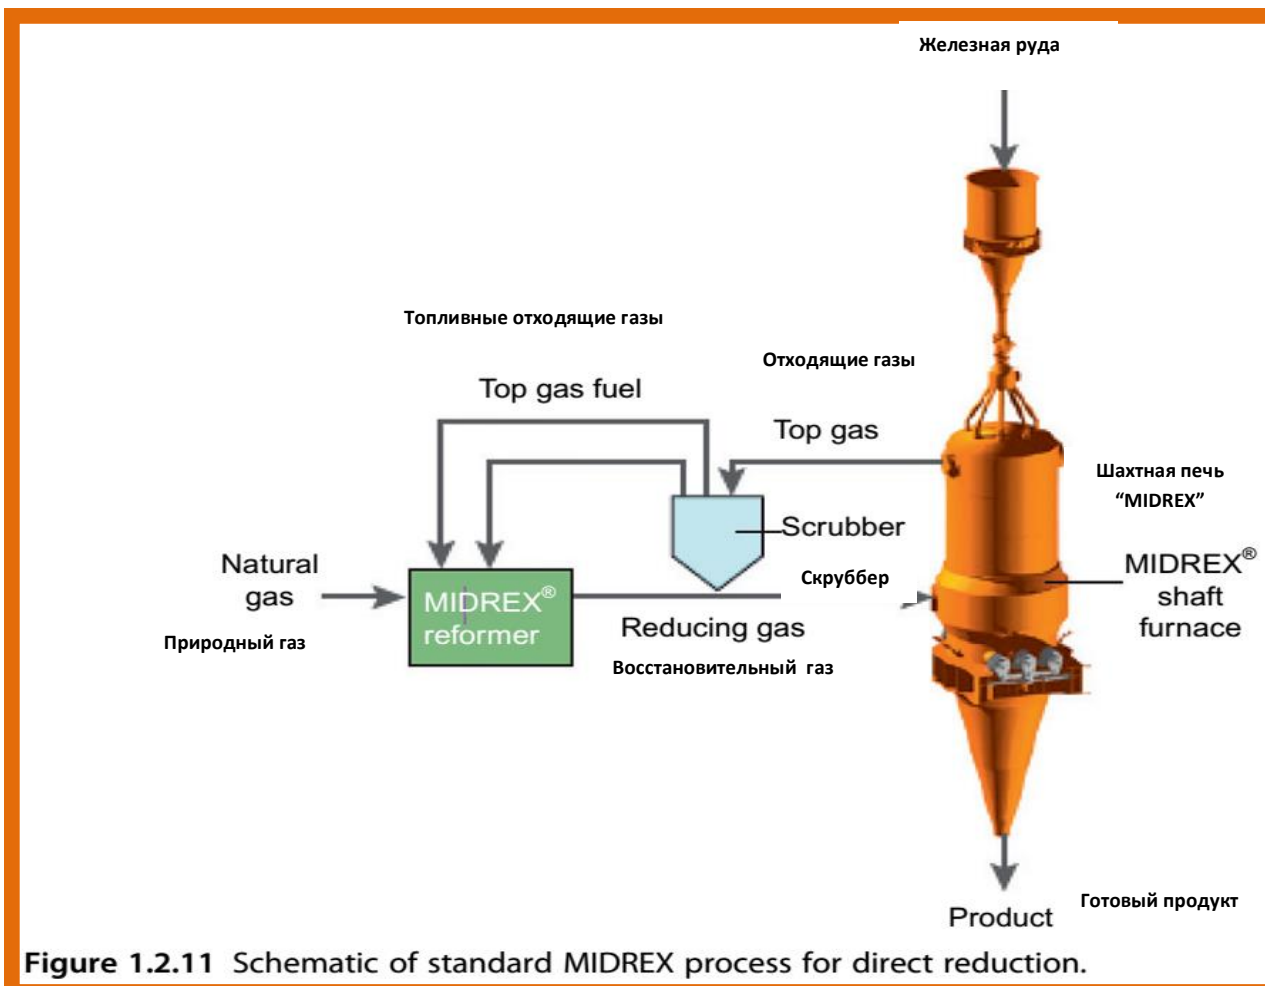 Железная руда
Топливные отходящие газы
Отходящие газы
Top gas fuel
Top gas
Шахтная печь
“MIDREX”
Scrubber
Natural
gas
MIDREX®
shaft
furnace
Скруббер
MIDREX®
reformer
Reducing gas
Природный газ
Восстановительный газ
Готовый продукт
Product
Figure 1.2.11 Schematic of standard MIDREX process for direct reduction.